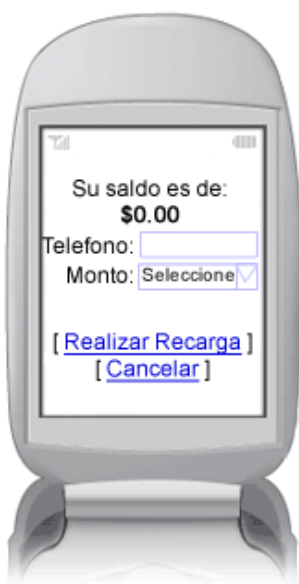 Su saldo es de:
$0.00
Telefono:
Monto: Seleccione
[ Realizar Recarga ]
[ Cancelar ]